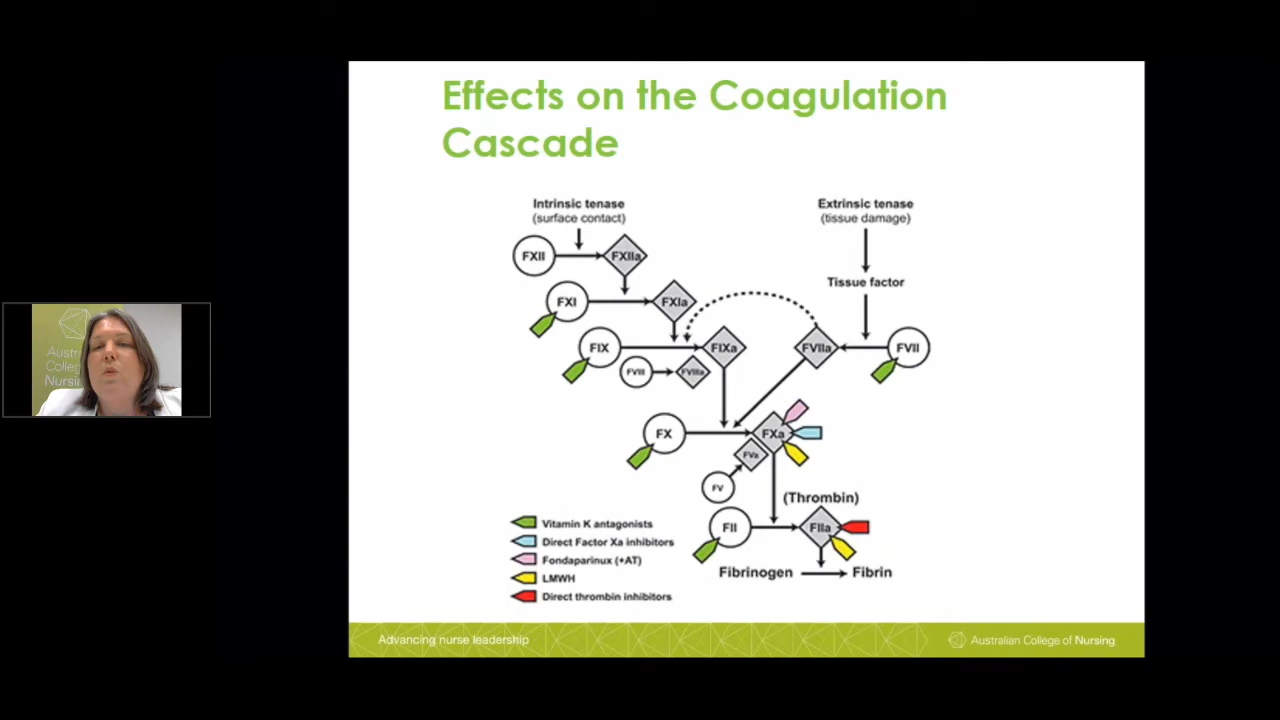 Effects on the Coagulation
Cascade
Intrinsic tenase
(surface contact)
Extrinsic tenase
(tissue damage)
FXII
FXIIa
Tissue factor
FXI
FXIa
FIX
FIXa
FVIIa
FVII
FVIII
FVIIIa
FX
FXa
FVa
FV
(Thrombin)
FII
FIIa
Fibrinogen
Fibrin
Vitamin K antagonists
Direct Factor Xa inhibitors
Fondaparinux (+AT)
LMWH
Direct thrombin inhibitors
Advancing nurse leadership
Australian College of Nursing
Colle
Nursin